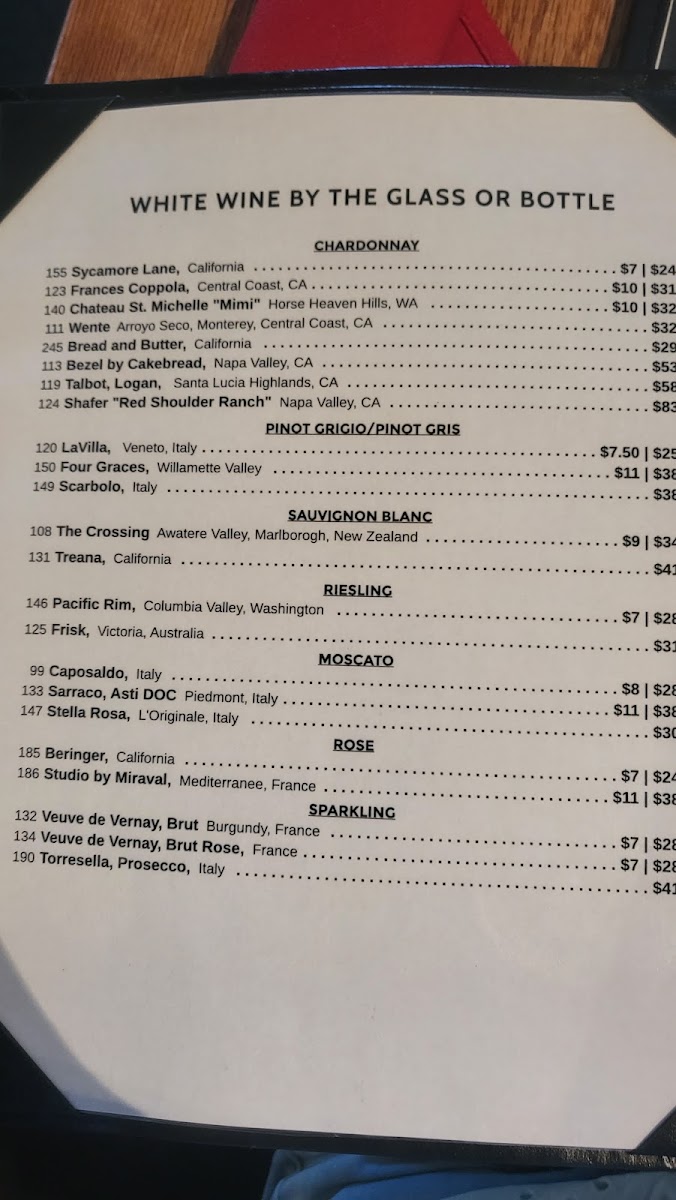 WHITE WINE BY THE GLASS OR BOTTLE
CHARDONNAY
155 Sycamore Lane, California $7 | $24
123 Frances Coppola, Central Coast, CA $10 | $31
140 Chateau St. Michelle "Mimi" Horse Heaven Hills, WA $10 | $32
111 Wente Arroyo Seco, Monterey, Central Coast, CA $32
245 Bread and Butter, California $29
113 Bezel by Cakebread, Napa Valley, CA $53
119 Talbot, Logan, Santa Lucia Highlands, CA $58
124 Shafer "Red Shoulder Ranch" Napa Valley, CA $83
PINOT GRIGIO/PINOT GRIS
120 LaVilla, Veneto, Italy $7.50 | $25
150 Four Graces, Willamette Valley $11 | $38
149 Scarbolo, Italy $38
SAUVIGNON BLANC
108 The Crossing Awatere Valley, Marlborogh, New Zealand $9 | $34
131 Treana, California $41
RIESLING
146 Pacific Rim, Columbia Valley, Washington $7 | $28
125 Frisk, Victoria, Australia $31
MOSCATO
99 Caposaldo, Italy $8 | $28
133 Sarraco, Asti DOC Piedmont, Italy $11 | $38
147 Stella Rosa, L'Originale, Italy $30
ROSE
185 Beringer, California $7 | $24
186 Studio by Miraval, Mediterranee, France $11 | $38
SPARKLING
132 Veuve de Vernay, Brut Burgundy, France $7 | $28
134 Veuve de Vernay, Brut Rose, France $7 | $28
190 Torresella, Prosecco, Italy $41